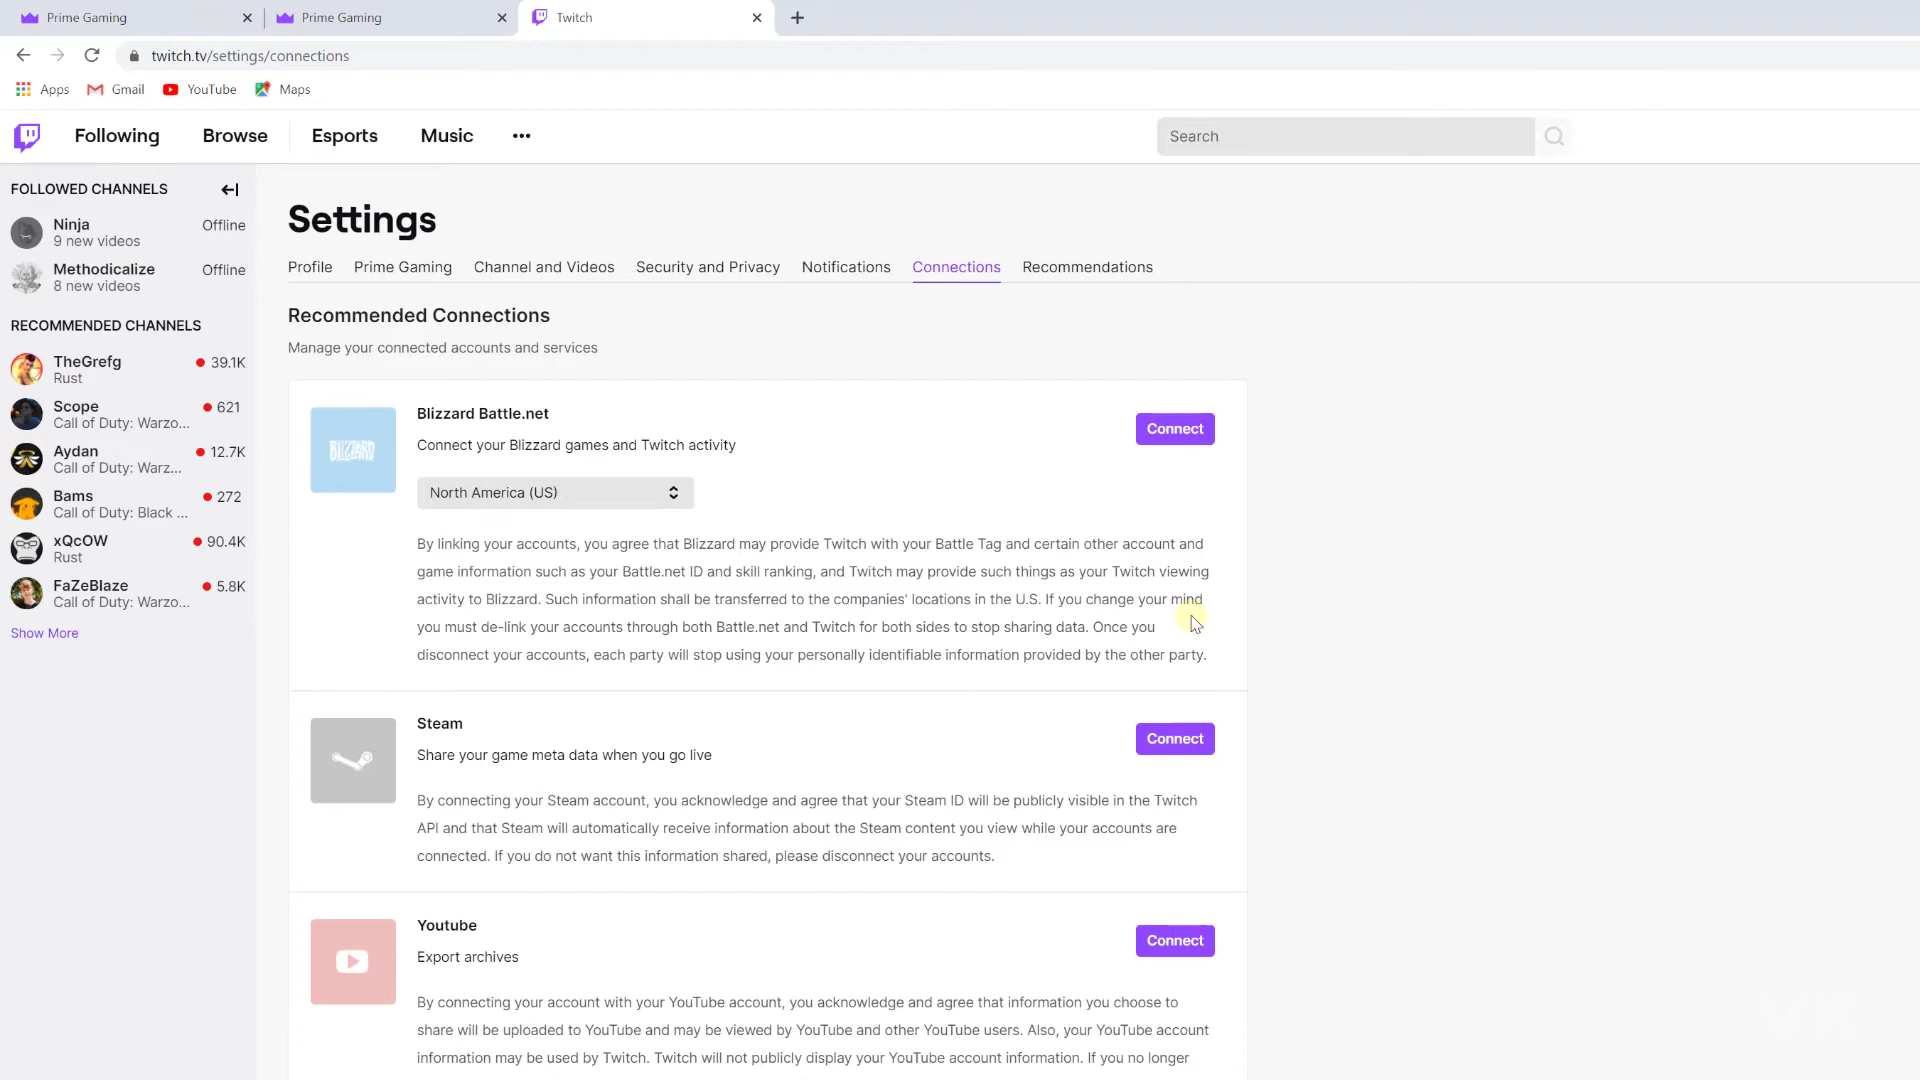 Prime Gaming
Prime Gaming
Twitch
twitch.tv/settings/connections
Apps
Gmail
YouTube
Maps
Following
Browse
Esports
Music
Search
FOLLOWED CHANNELS
Ninja
Offline
9 new videos
Methodicalize
Offline
8 new videos
RECOMMENDED CHANNELS
TheGrefg
39.1K
Rust
Scope
621
Call of Duty: Warzo...
Aydan
12.7K
Call of Duty: Warz...
Bams
272
Call of Duty: Black ...
xQcOW
90.4K
Rust
FaZeBlaze
5.8K
Call of Duty: Warzo...
Show More
Settings
Profile
Prime Gaming
Channel and Videos
Security and Privacy
Notifications
Connections
Recommendations
Recommended Connections
Manage your connected accounts and services
BLIZZARD
Blizzard Battle.net
Connect
Connect your Blizzard games and Twitch activity
North America (US)
By linking your accounts, you agree that Blizzard may provide Twitch with your Battle Tag and certain other account and
game information such as your Battle.net ID and skill ranking, and Twitch may provide such things as your Twitch viewing
activity to Blizzard. Such information shall be transferred to the companies' locations in the U.S. If you change your mind
you must de-link your accounts through both Battle.net and Twitch for both sides to stop sharing data. Once you
disconnect your accounts, each party will stop using your personally identifiable information provided by the other party.
Steam
Connect
Share your game meta data when you go live
By connecting your Steam account, you acknowledge and agree that your Steam ID will be publicly visible in the Twitch
API and that Steam will automatically receive information about the Steam content you view while your accounts are
connected. If you do not want this information shared, please disconnect your accounts.
Youtube
Connect
Export archives
By connecting your account with your YouTube account, you acknowledge and agree that information you choose to
share will be uploaded to YouTube and may be viewed by YouTube and other YouTube users. Also, your YouTube account
information may be used by Twitch. Twitch will not publicly display your YouTube account information. If you no longer